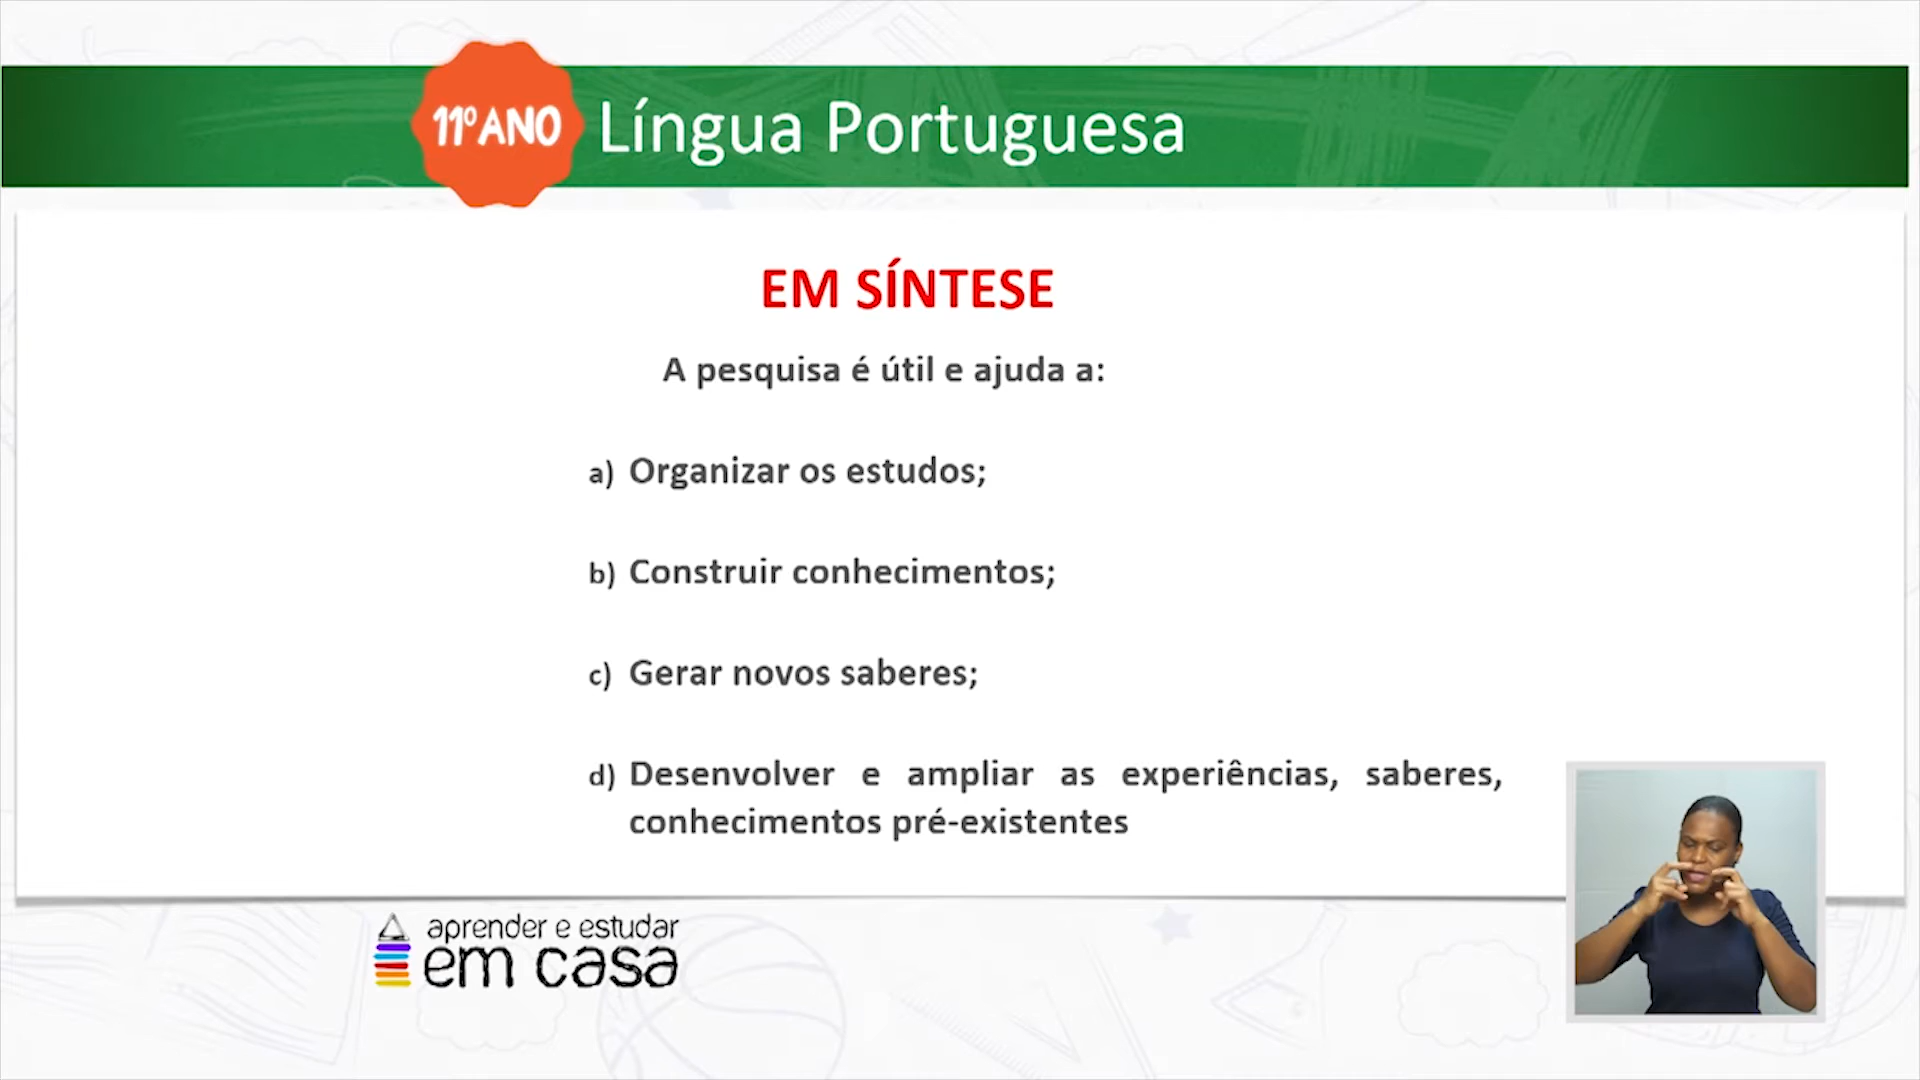 11º ANO
Língua Portuguesa
EM SÍNTESE
A pesquisa é útil e ajuda a:
a) Organizar os estudos;
b) Construir conhecimentos;
c) Gerar novos saberes;
d) Desenvolver e ampliar as experiências, saberes,
conhecimentos pré-existentes
aprender e estudar
em casa